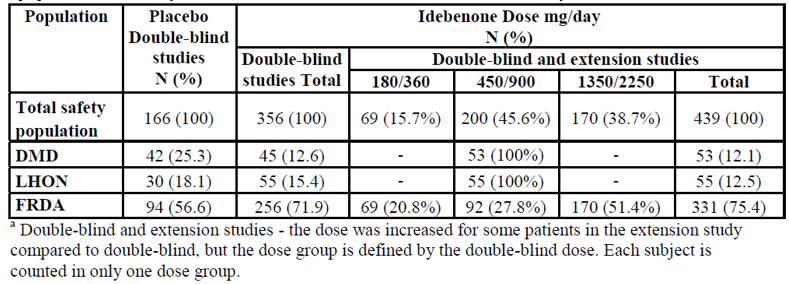 Population Placebo Double-blind studies N (%) Idebenone Dose mg/day N (%)
Double-blind studies Total Double-blind and extension studies
180/360 450/900 1350/2250 Total
Total safety population 166 (100) 356 (100) 69 (15.7%) 200 (45.6%) 170 (38.7%) 439 (100)
DMD 42 (25.3) 45 (12.6) - 53 (100%) - 53 (12.1)
LHON 30 (18.1) 55 (15.4) - 55 (100%) - 55 (12.5)
FRDA 94 (56.6) 256 (71.9) 69 (20.8%) 92 (27.8%) 170 (51.4%) 331 (75.4)
a Double-blind and extension studies - the dose was increased for some patients in the extension study
compared to double-blind, but the dose group is defined by the double-blind dose. Each subject is
counted in only one dose group.